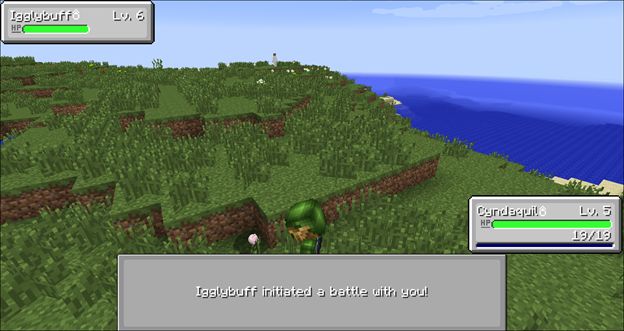 Igglybuff♂ Lv. 6
HP
Cyndaquil♂ Lv. 5
HP
19/19
Igglybuff initiated a battle with you!